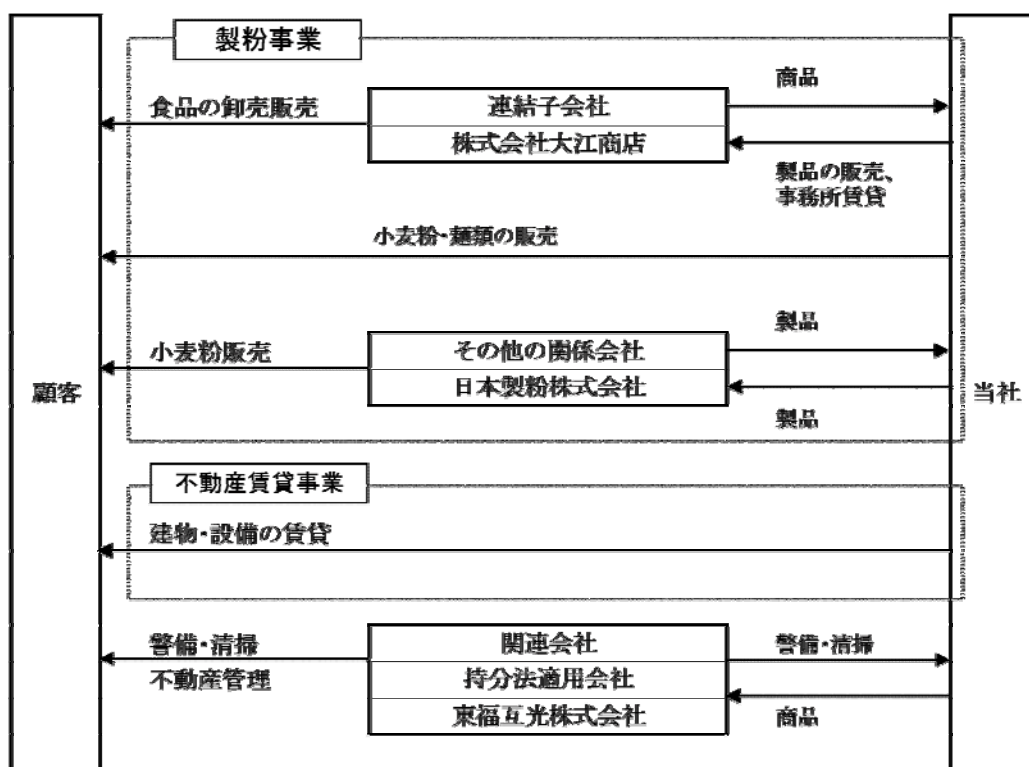 製粉事業
商品
食品の卸売販売
連結子会社
株式会社大江商店
製品の販売、
事務所賃貸
小麦粉・麺類の販売
製品
小麦粉販売
その他の関係会社
日本製粉株式会社
製品
顧客
当社
不動産賃貸事業
建物・設備の賃貸
警備・清掃
不動産管理
関連会社
持分法適用会社
東福互光株式会社
警備・清掃
商品